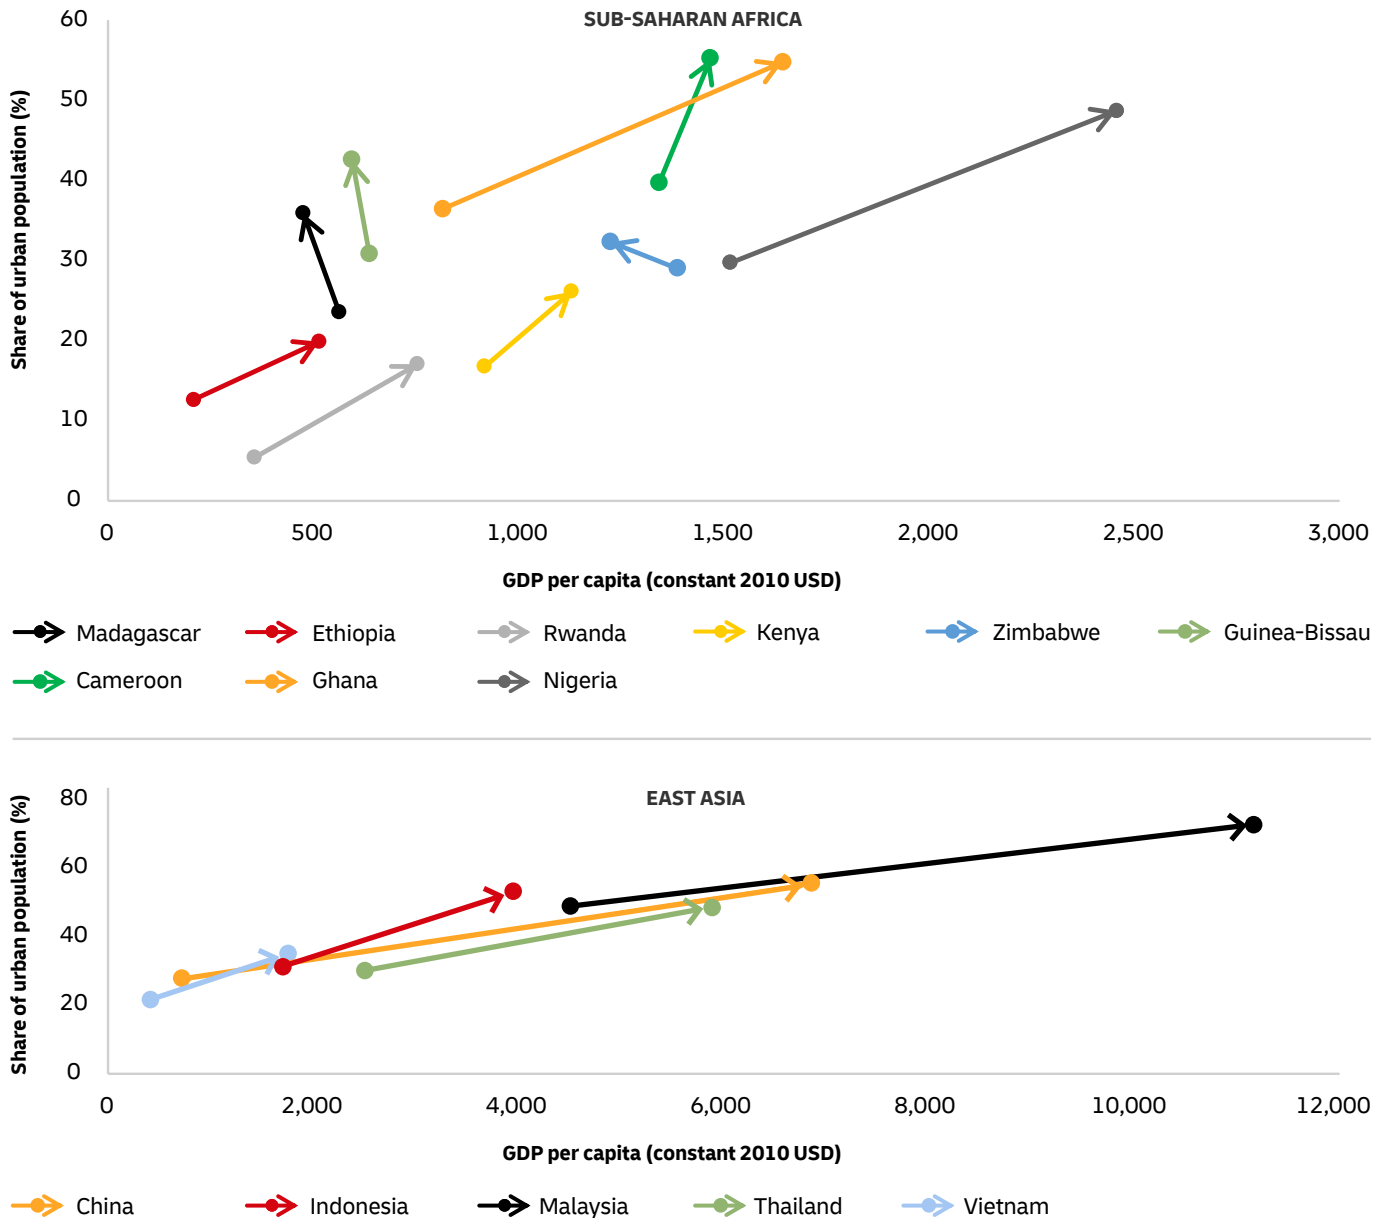 SUB-SAHARAN AFRICA
Share of urban population (%)
60
50
40
30
20
10
0
0 500 1,000 1,500 2,000 2,500 3,000
GDP per capita (constant 2010 USD)
Madagascar Ethiopia Rwanda Kenya Zimbabwe Guinea-Bissau
Cameroon Ghana Nigeria
EAST ASIA
Share of urban population (%)
80
60
40
20
0
0 2,000 4,000 6,000 8,000 10,000 12,000
GDP per capita (constant 2010 USD)
China Indonesia Malaysia Thailand Vietnam